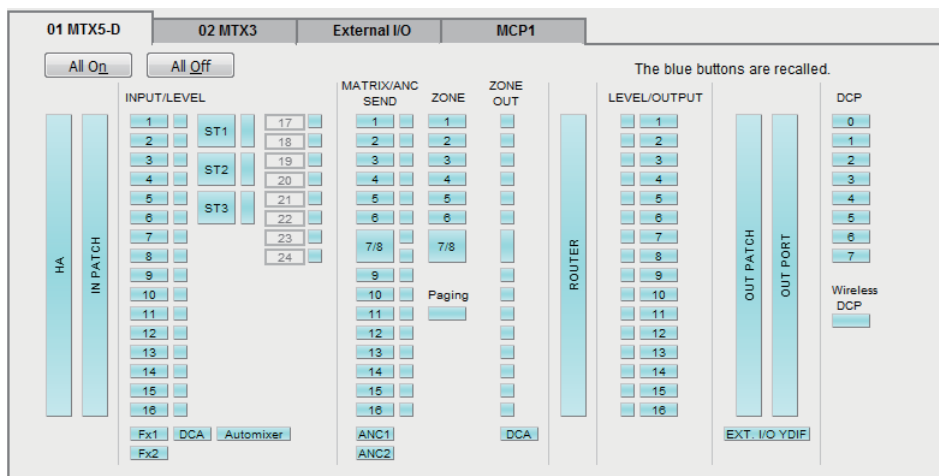 01 MTX5-D 02 MTX3 External I/O MCP1
All On All Off The blue buttons are recalled.
INPUT/LEVEL MATRIX/ANC SEND ZONE ZONE OUT LEVEL/OUTPUT DCP
HA
IN PATCH
1 ST1 17 1 1 1 0
2 18 2 2 2 1
3 ST2 19 3 3 3 2
4 20 4 4 4 3
5 ST3 21 5 5 5 4
6 22 6 6 6 5
7 23 7/8 7/8 7 6
8 24 8 7
9 9 9
10 10 Paging 10 Wireless DCP
11 11 11
12 12 12
13 13 13
14 14 14
15 15 15
16 16 16
ROUTER
OUT PATCH
OUT PORT
Fx1 DCA Automixer ANC1 DCA EXT. I/O YDIF
Fx2 ANC2